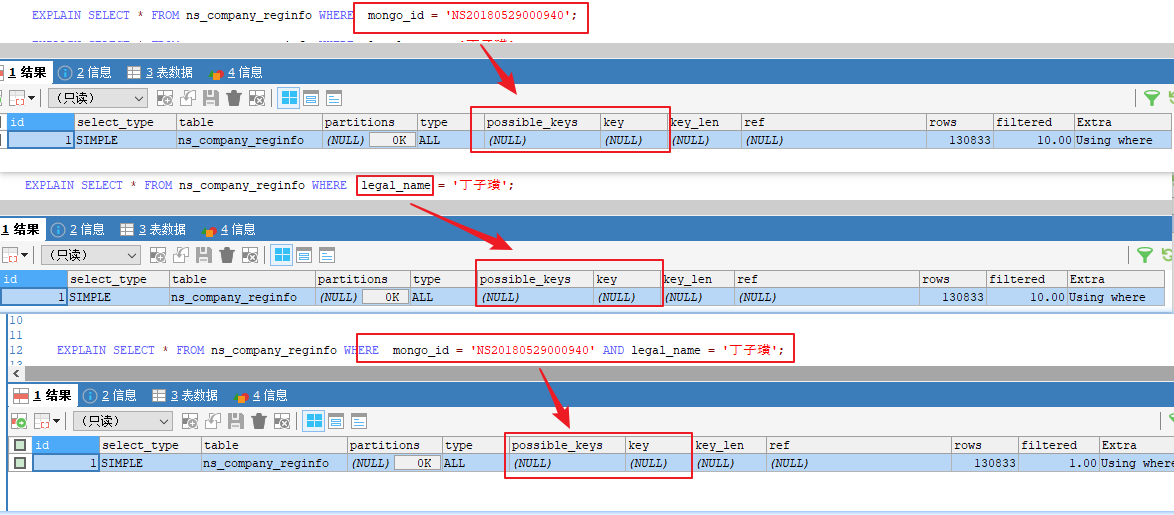 EXPLAIN SELECT * FROM ns_company_reginfo WHERE mongo_id = 'NS20180529000940';
1 结果 2 信息 3 表数据 4 信息
（只读）
id select_type table partitions type possible_keys key key_len ref rows filtered Extra
1 SIMPLE ns_company_reginfo (NULL) 0K ALL (NULL) (NULL) (NULL) (NULL) 130833 10.00 Using where
EXPLAIN SELECT * FROM ns_company_reginfo WHERE legal_name = '丁子璜';
1 结果 2 信息 3 表数据 4 信息
（只读）
id select_type table partitions type possible_keys key key_len ref rows filtered Extra
1 SIMPLE ns_company_reginfo (NULL) 0K ALL (NULL) (NULL) (NULL) (NULL) 130833 10.00 Using where
10
11
12 EXPLAIN SELECT * FROM ns_company_reginfo WHERE mongo_id = 'NS20180529000940' AND legal_name = '丁子璜';
1 结果 2 信息 3 表数据 4 信息
（只读）
id select_type table partitions type possible_keys key key_len ref rows filtered Extra
1 SIMPLE ns_company_reginfo (NULL) 0K ALL (NULL) (NULL) (NULL) (NULL) 130833 1.00 Using where